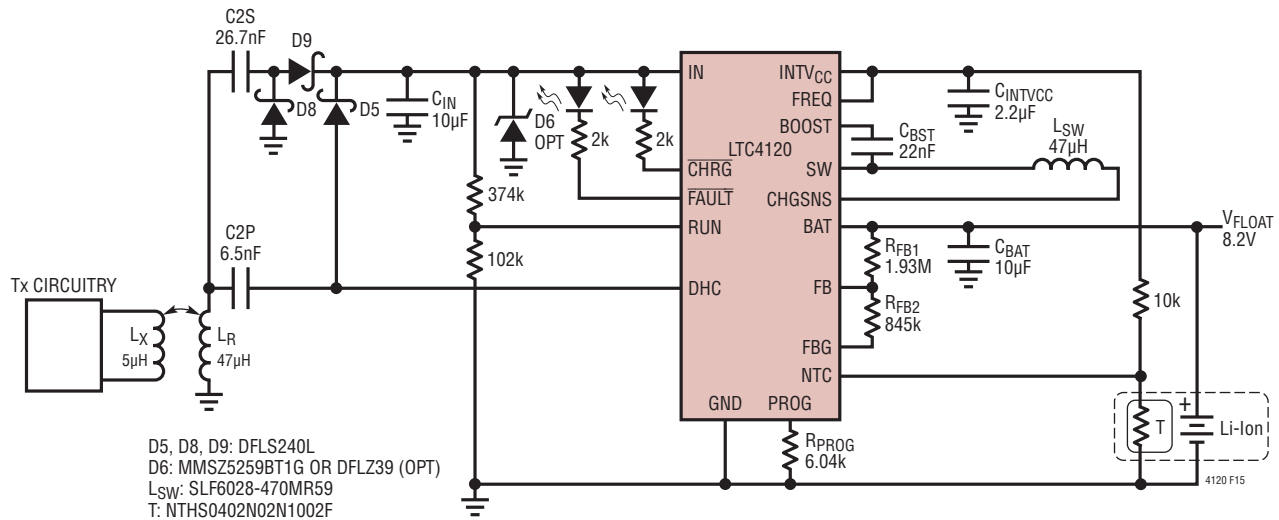 C2S
26.7nF
D9
D8
D5
CIN
10µF
D6
OPT
2k
2k
374k
102k
C2P
6.5nF
Tx CIRCUITRY
LX
5µH
LR
47µH
IN
CHRG
FAULT
RUN
DHC
LTC4120
INTVCC
FREQ
BOOST
SW
CHGSNS
BAT
FB
FBG
NTC
GND
PROG
CINTVCC
2.2µF
CBST
22nF
LSW
47µH
VFLOAT
8.2V
RFB1
1.93M
CBAT
10µF
RFB2
845k
10k
RPROG
6.04k
T
+
Li-Ion
4120 F15
D5, D8, D9: DFLS240L
D6: MMSZ5259BT1G OR DFLZ39 (OPT)
LSW: SLF6028-470MR59
T: NTHS0402N02N1002F